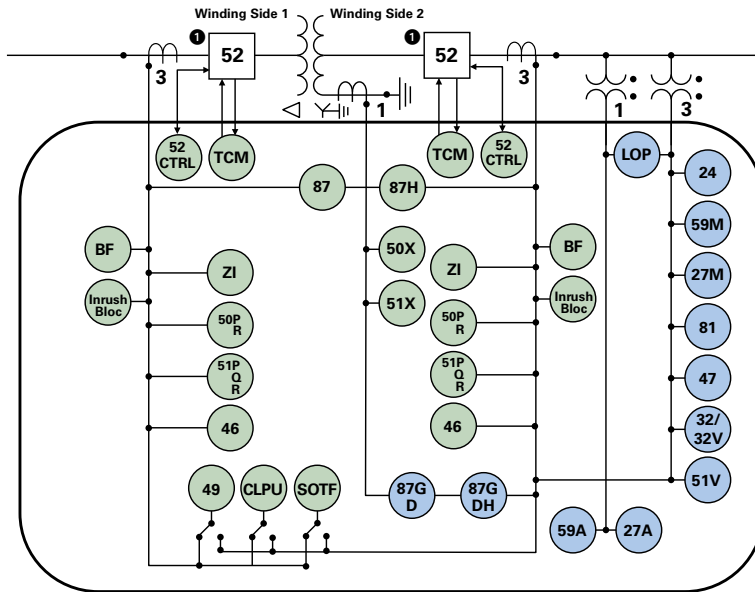 Winding Side 1
Winding Side 2
1
52
3
1
52
3
1
1
3
52
CTRL
TCM
TCM
52
CTRL
LOP
24
87
87H
59M
BF
50X
BF
ZI
ZI
27M
Inrush
Bloc
51X
Inrush
Bloc
50P
R
50P
R
81
51P
Q
R
51P
Q
R
47
46
46
32/
32V
49
CLPU
SOTF
87G
D
87G
DH
51V
59A
27A